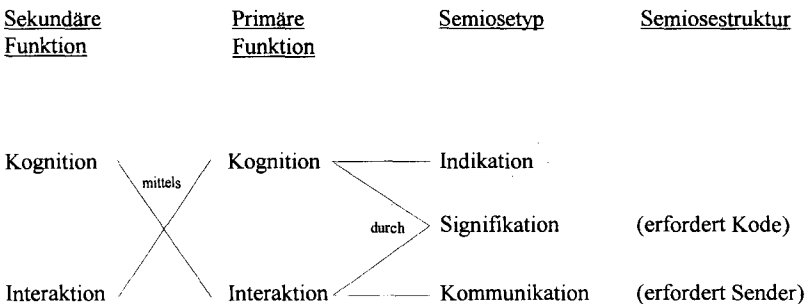 Sekundäre Funktion Primäre Funktion Semiosetyp Semiosestruktur
Kognition mittels Kognition Indikation
durch Signifikation (erfordert Kode)
Interaktion Interaktion Kommunikation (erfordert Sender)